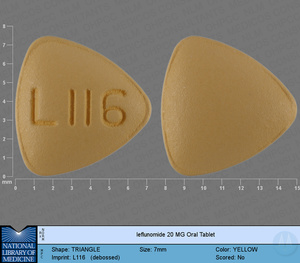 L116
8
7
6
5
4
3
2
1
0
mm
0 1 2 3 4 5 6 7 8 9 10 11 12 13 14 15
leflunomide 20 MG Oral Tablet
NATIONAL
LIBRARY OF
MEDICINE
Shape: TRIANGLE Size: 7mm Color: YELLOW
Imprint: L116 (debossed) Scored: No